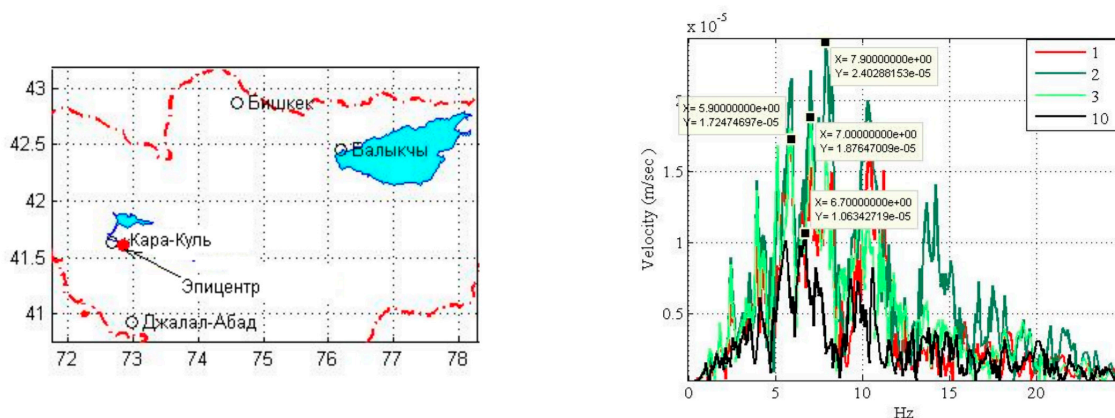 43
42.5
42
41.5
41
72 73 74 75 76 77 78
Бишкек
Балыкчы
Кара-Куль
Эпицентр
Джалал-Абад
x 10⁻⁵
X= 7.90000000e+00
Y= 2.40288153e-05
X= 5.90000000e+00
Y= 1.72474697e-05
X= 7.00000000e+00
Y= 1.87647009e-05
X= 6.70000000e+00
Y= 1.06342719e-05
1
2
3
10
Velocity (m/sec )
2
1.5
1
0.5
0 5 10 15 20
Hz